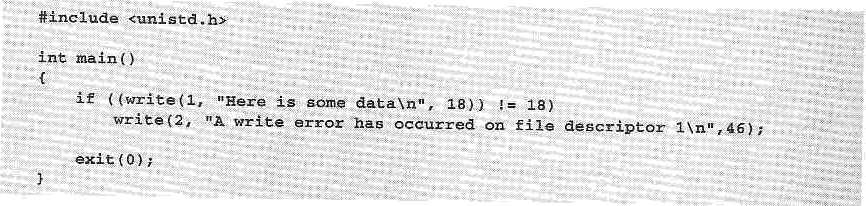 #include <unistd.h>
int main()
{
    if ((write(1, "Here is some data\n", 18)) != 18)
        write(2, "A write error has occurred on file descriptor 1\n",46);
    exit(0);
}